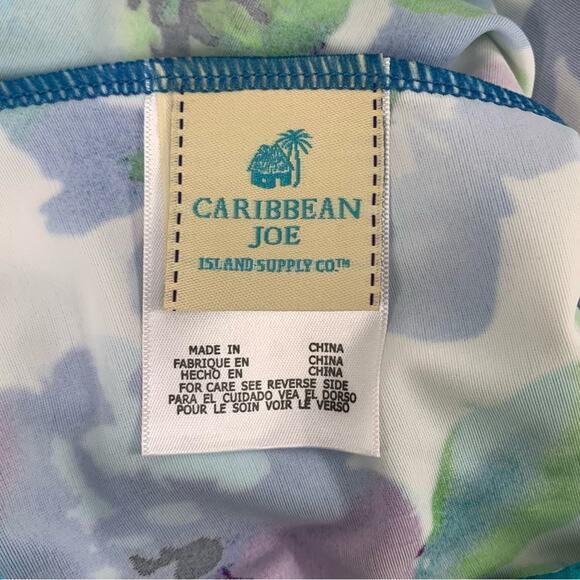 CARIBBEAN
JOE
ISLAND·SUPPLY CO.™
MADE IN CHINA
FABRIQUE EN CHINA
HECHO EN CHINA
FOR CARE SEE REVERSE SIDE
PARA EL CUIDADO VEA EL DORSO
POUR LE SOIN VOIR LE VERSO